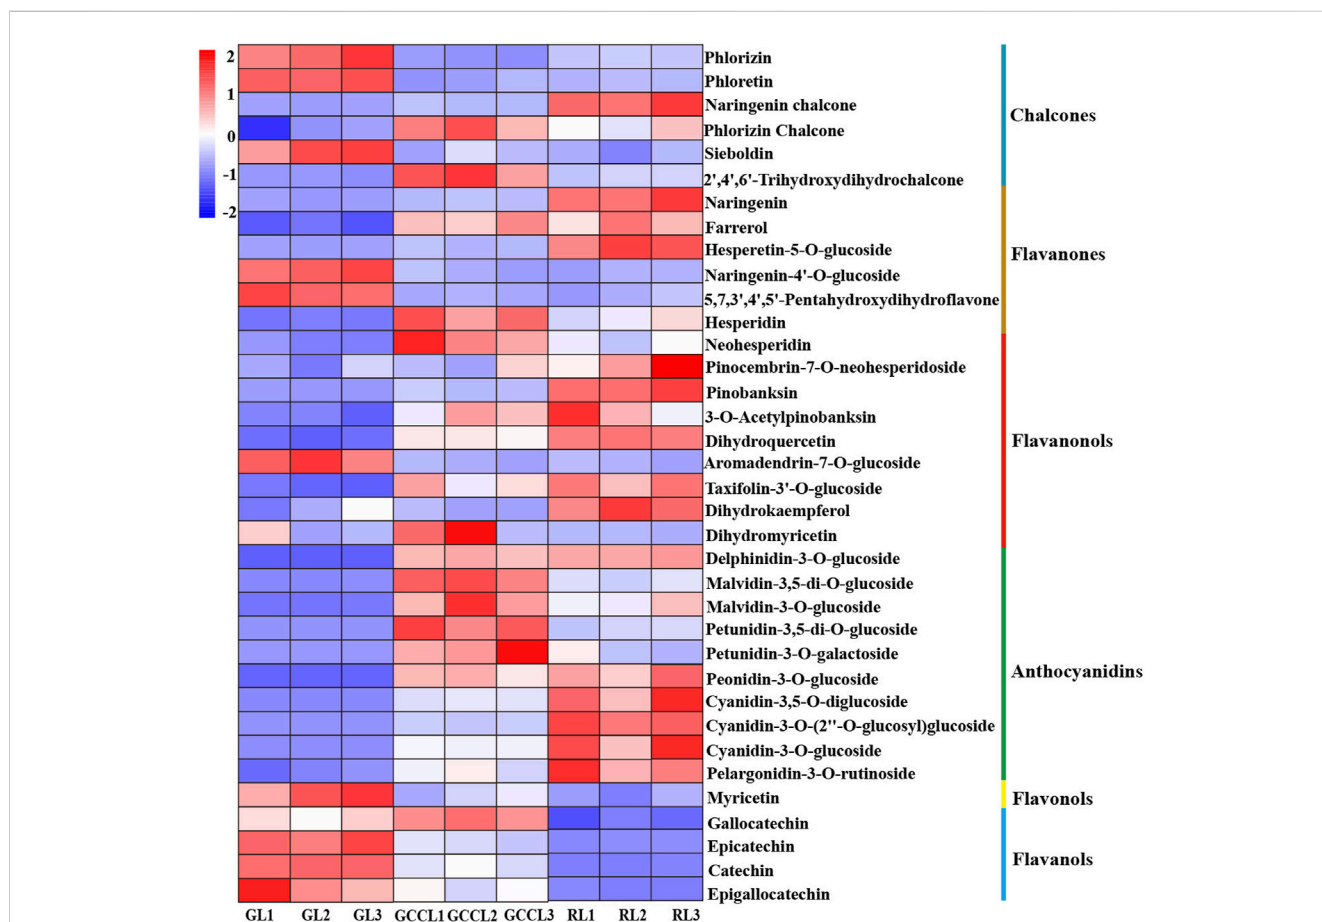 2
1
0
-1
-2
Phlorizin
Phloretin
Naringenin chalcone
Phlorizin Chalcone
Sieboldin
2',4',6'-Trihydroxydihydrochalcone
Naringenin
Farrerol
Hesperetin-5-O-glucoside
Naringenin-4'-O-glucoside
5,7,3',4',5'-Pentahydroxydihydroflavone
Hesperidin
Neohesperidin
Pinocembrin-7-O-neohesperidoside
Pinobanksin
3-O-Acetylpinobanksin
Dihydroquercetin
Aromadendrin-7-O-glucoside
Taxifolin-3'-O-glucoside
Dihydrokaempferol
Dihydromyricetin
Delphinidin-3-O-glucoside
Malvidin-3,5-di-O-glucoside
Malvidin-3-O-glucoside
Petunidin-3,5-di-O-glucoside
Petunidin-3-O-galactoside
Peonidin-3-O-glucoside
Cyanidin-3,5-O-diglucoside
Cyanidin-3-O-(2''-O-glucosyl)glucoside
Cyanidin-3-O-glucoside
Pelargonidin-3-O-rutinoside
Myricetin
Gallocatechin
Epicatechin
Catechin
Epigallocatechin
Chalcones
Flavanones
Flavanonols
Anthocyanidins
Flavonols
Flavanols
GL1 GL2 GL3 GCCL1 GCCL2 GCCL3 RL1 RL2 RL3